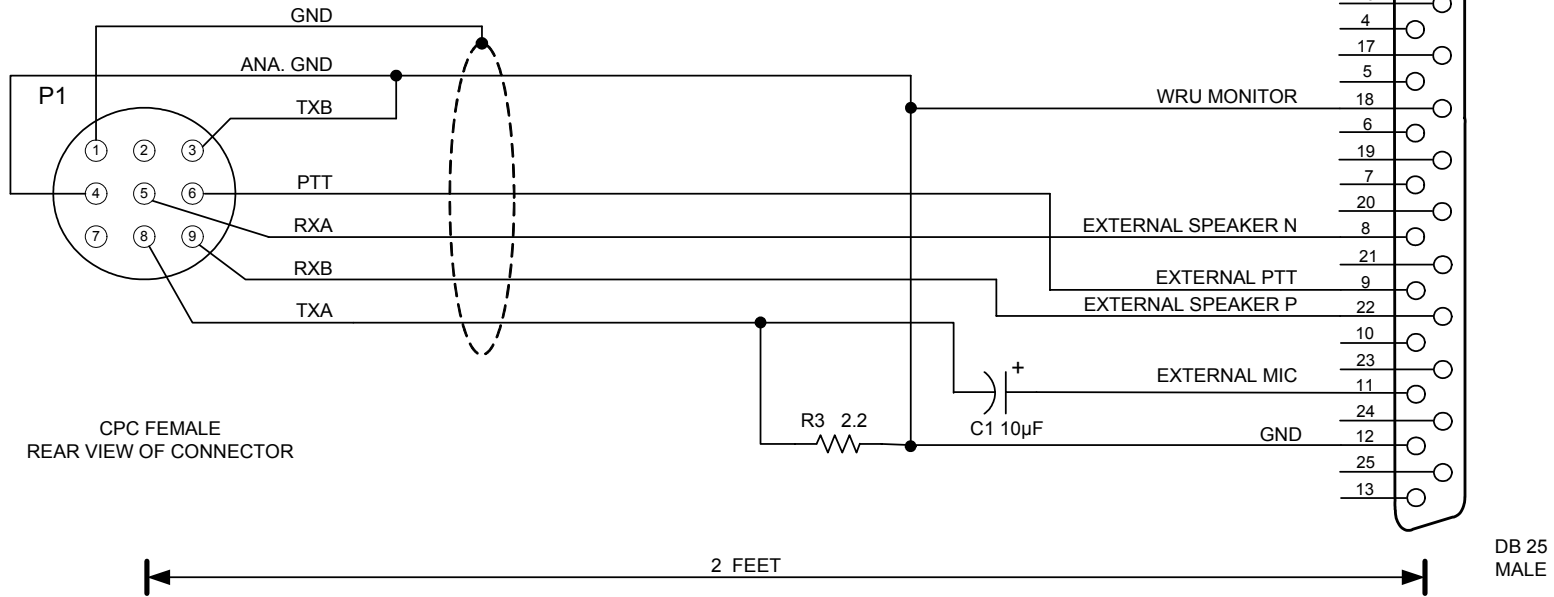 GND
ANA. GND
P1
TXB
PTT
RXA
RXB
TXA
1 2 3
4 5 6
7 8 9
CPC FEMALE
REAR VIEW OF CONNECTOR
R3 2.2
+
C1 10µF
WRU MONITOR
EXTERNAL SPEAKER N
EXTERNAL PTT
EXTERNAL SPEAKER P
EXTERNAL MIC
GND
4
17
5
18
6
19
7
20
8
21
9
22
10
23
11
24
12
25
13
DB 25
MALE
2 FEET